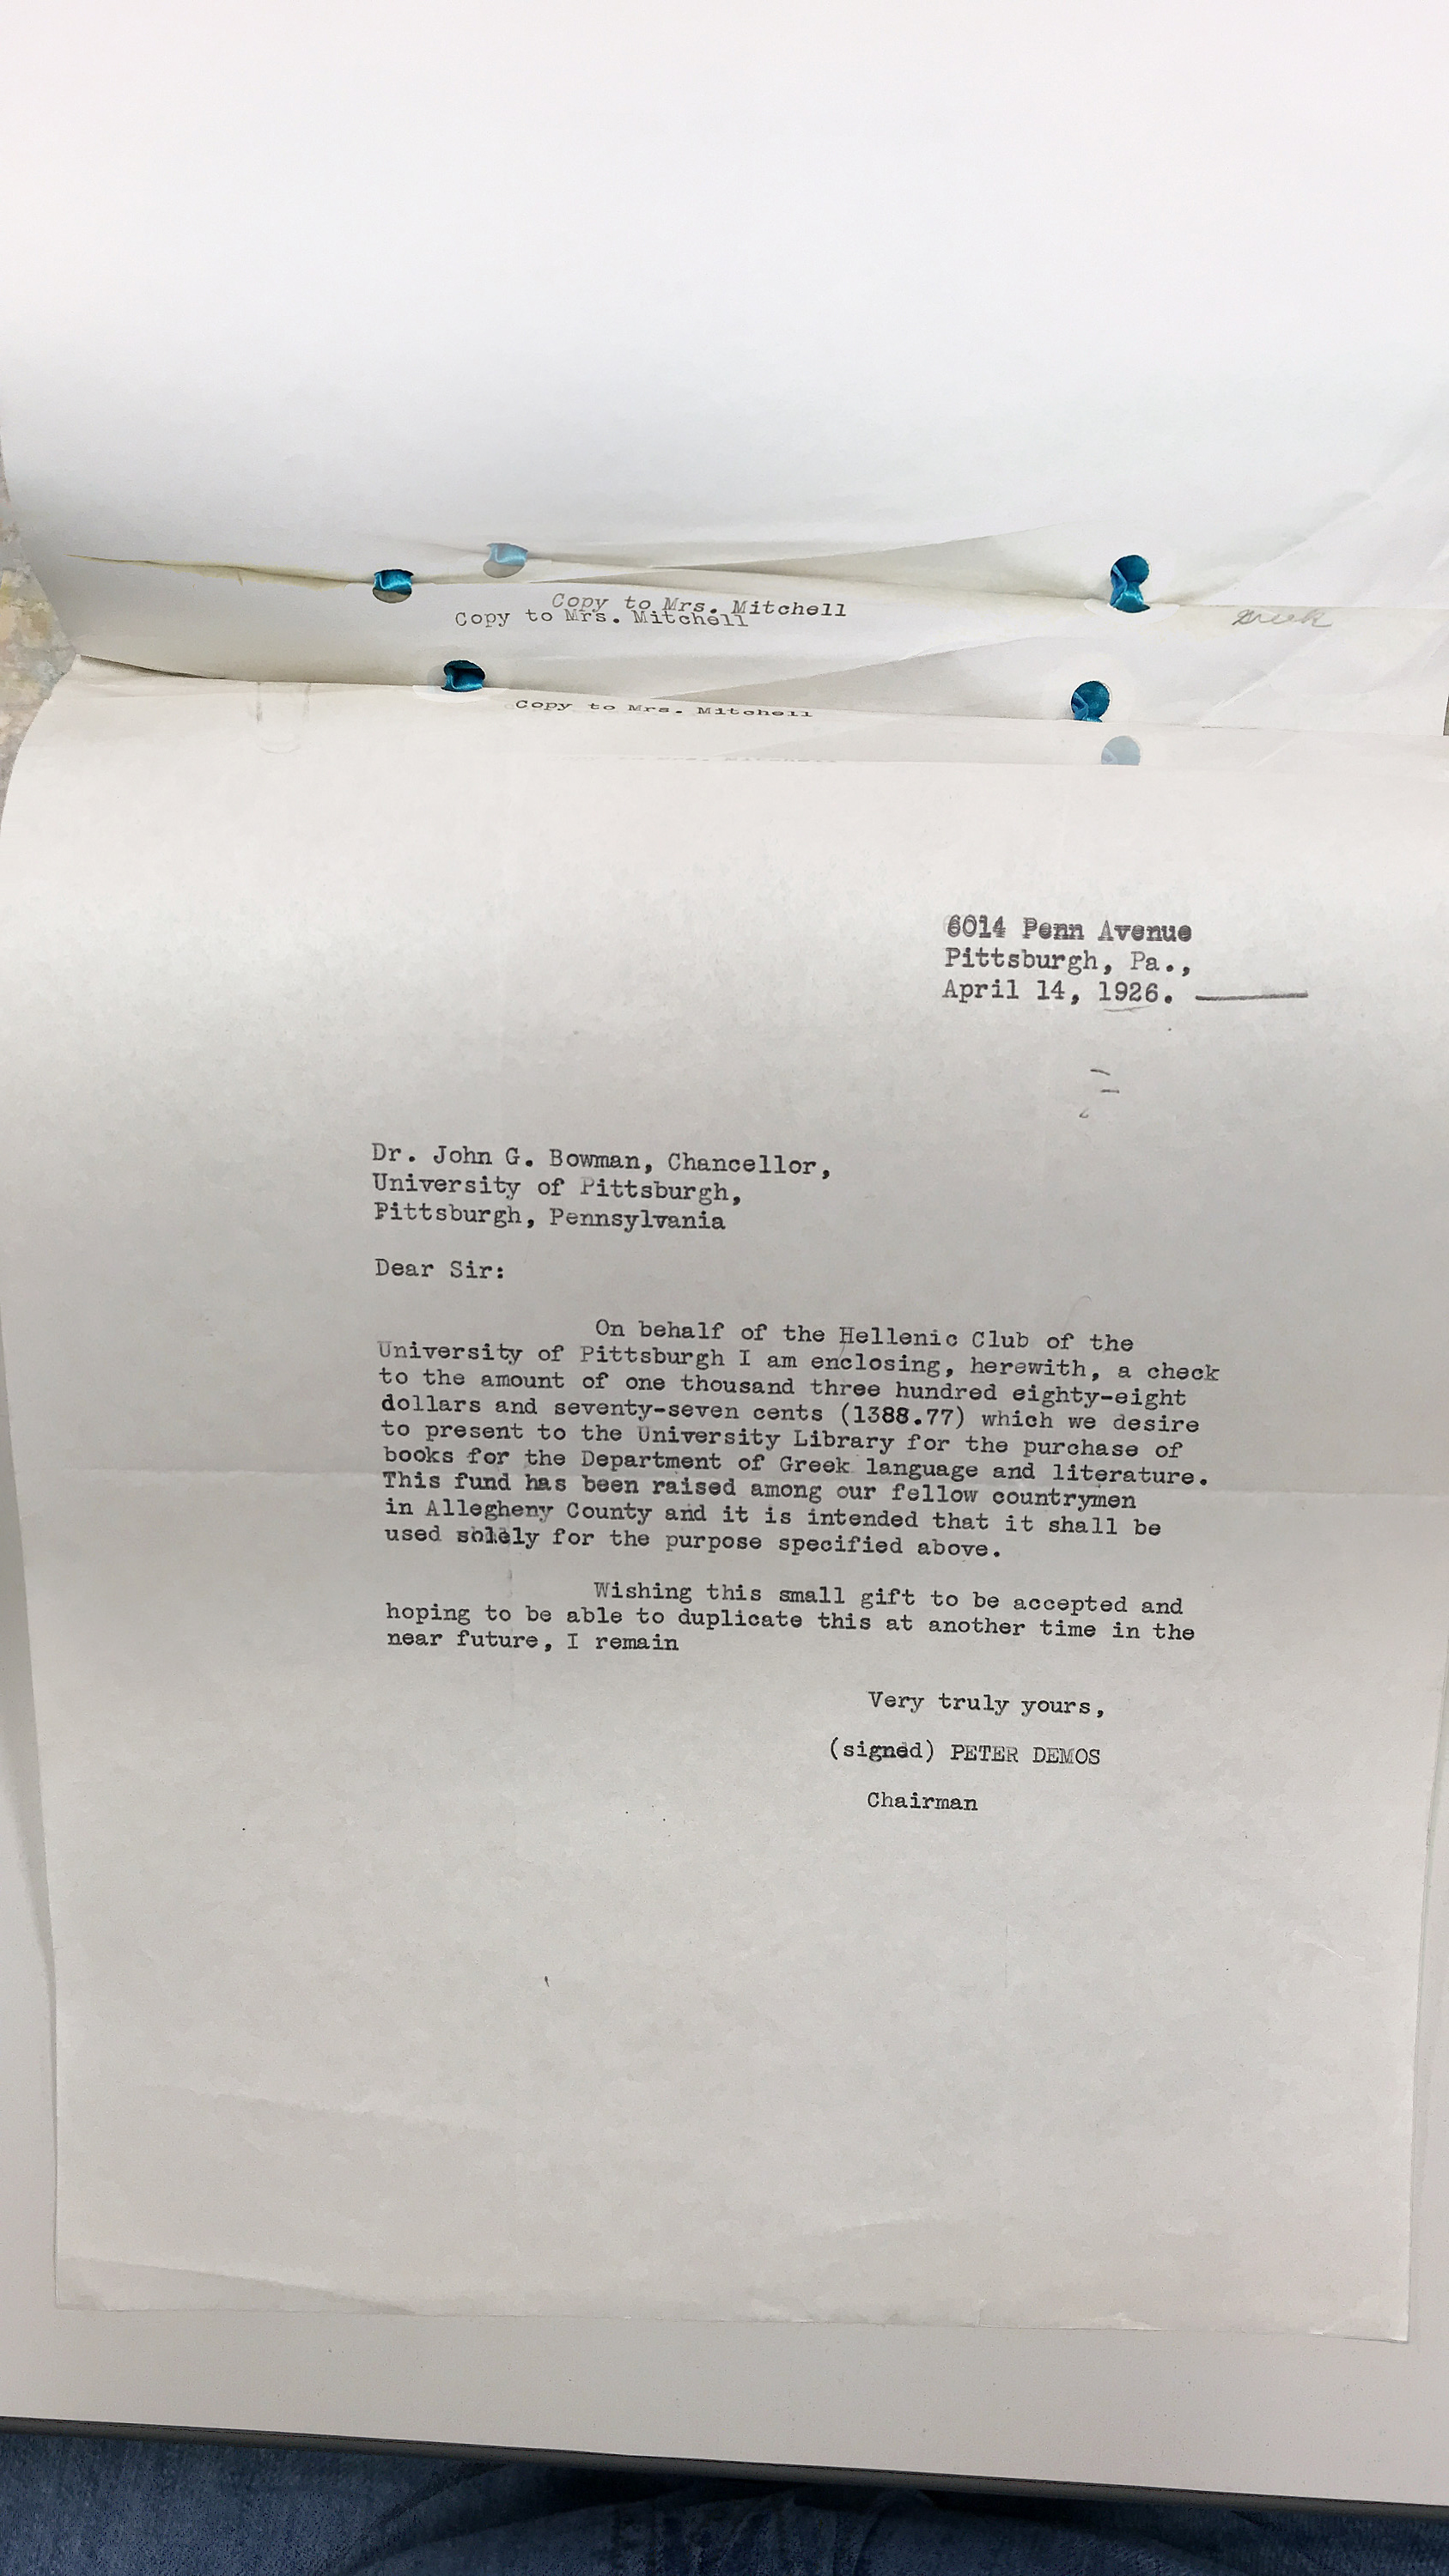 Copy to Mrs. Mitchell
Copy to Mrs. Mitchell
Greek
Copy to Mrs. Mitchell
6014 Penn Avenue
Pittsburgh, Pa.,
April 14, 1926.
Dr. John G. Bowman, Chancellor,
University of Pittsburgh,
Pittsburgh, Pennsylvania
Dear Sir:
On behalf of the Hellenic Club of the
University of Pittsburgh I am enclosing, herewith, a check
to the amount of one thousand three hundred eighty-eight
dollars and seventy-seven cents (1388.77) which we desire
to present to the University Library for the purchase of
books for the Department of Greek language and literature.
This fund has been raised among our fellow countrymen
in Allegheny County and it is intended that it shall be
used solely for the purpose specified above.
Wishing this small gift to be accepted and
hoping to be able to duplicate this at another time in the
near future, I remain
Very truly yours,
(signed) PETER DEMOS
Chairman